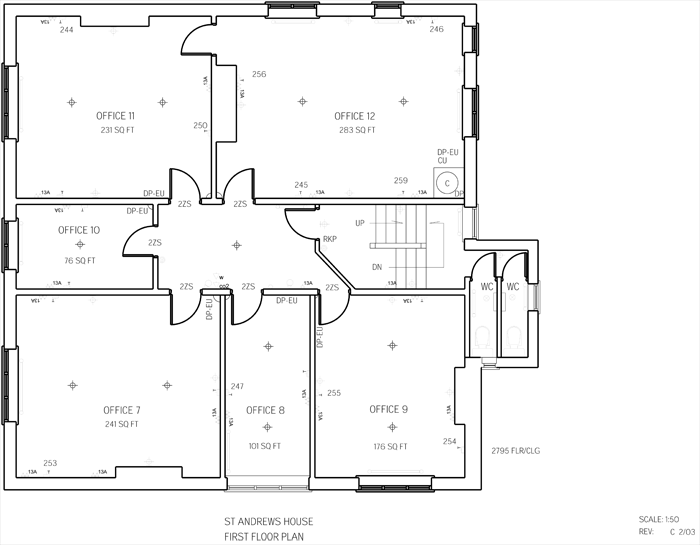 13A T
13A
244
246
13A
256
T
13A
OFFICE 11
231 SQ FT
250
T
OFFICE 12
283 SQ FT
DP-EU
CU
C
245
T
13A
259
T
13A
DP
13A
T
DP-EU
2ZS
2ZS
13A
DP-EU
OFFICE 10
76 SQ FT
2ZS
13A
T
RKP
UP
DN
W
CO2
2ZS
2ZS
2ZS
WC
WC
13A
T
DP-EU
DP-EU
DP-EU
13A
T
T
247
255
13A
OFFICE 7
241 SQ FT
OFFICE 8
101 SQ FT
OFFICE 9
176 SQ FT
254
T
13A
253
13A
T
13A
13A
2795 FLR/CLG
ST ANDREWS HOUSE
FIRST FLOOR PLAN
SCALE: 1:50
REV: C 2/03